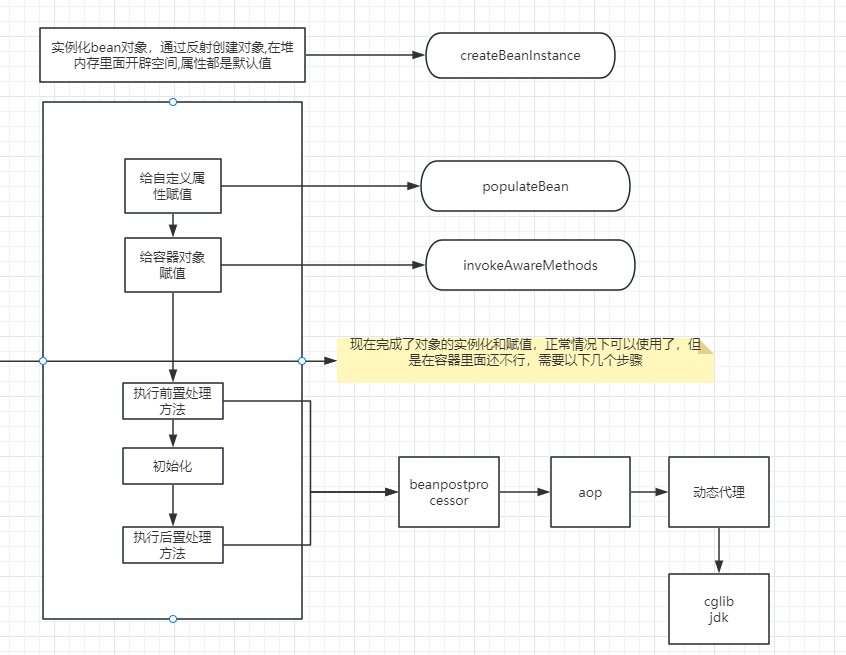 实例化bean对象，通过反射创建对象,在堆
内存里面开辟空间,属性都是默认值
createBeanInstance
给自定义属
性赋值
populateBean
给容器对象
赋值
invokeAwareMethods
现在完成了对象的实例化和赋值，正常情况下可以使用了，但
是在容器里面还不行，需要以下几个步骤
执行前置处理
方法
初始化
执行后置处理
方法
beanpostpro
cessor
aop
动态代理
cglib
jdk